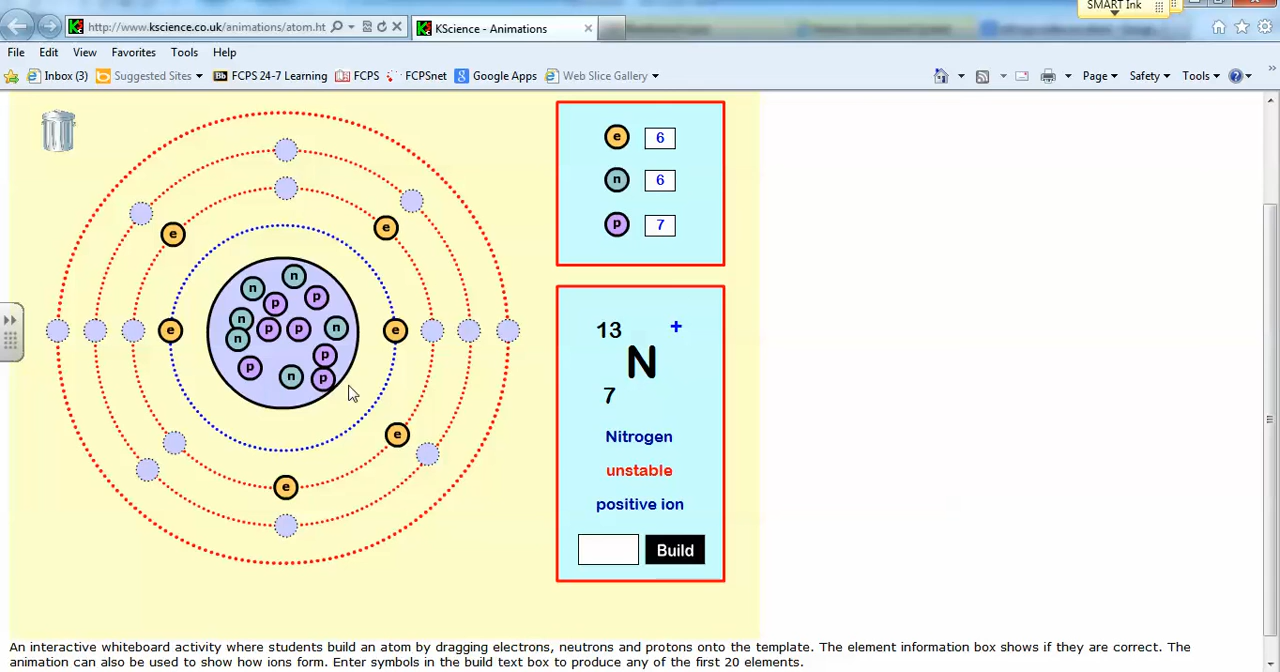 SMART Ink
http://www.kscience.co.uk/animations/atom.ht
KScience - Animations
File Edit View Favorites Tools Help
Inbox (3) Suggested Sites Bb FCPS 24-7 Learning FCPS FCPSnet Google Apps Web Slice Gallery Page Safety Tools
e 6
n 6
p 7
e e
n n
p p
n p p n
e e
n p
p n p
e
e
13 +
N
7
Nitrogen
unstable
positive ion
Build
An interactive whiteboard activity where students build an atom by dragging electrons, neutrons and protons onto the template. The element information box shows if they are correct. The
animation can also be used to show how ions form. Enter symbols in the build text box to produce any of the first 20 elements.